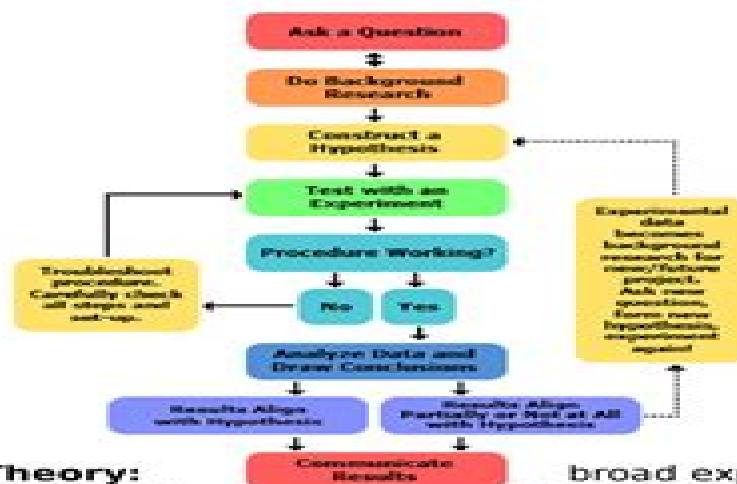 Ask a Question
Do Background
Research
Construct a
Hypothesis
Test with an
Experiment
Procedure Working?
Troubleshoot
procedure.
Carefully check
all steps and
set-up.
No
Yes
Experimental
data
becomes
background
research for
new/future
project.
Ask new
question,
form new
hypothesis,
experiment
again!
Analyze Data and
Draw Conclusions
Results Align
with Hypothesis
Results Align
Partially or Not at All
with Hypothesis
Communicate
Results
Theory:
broad exp